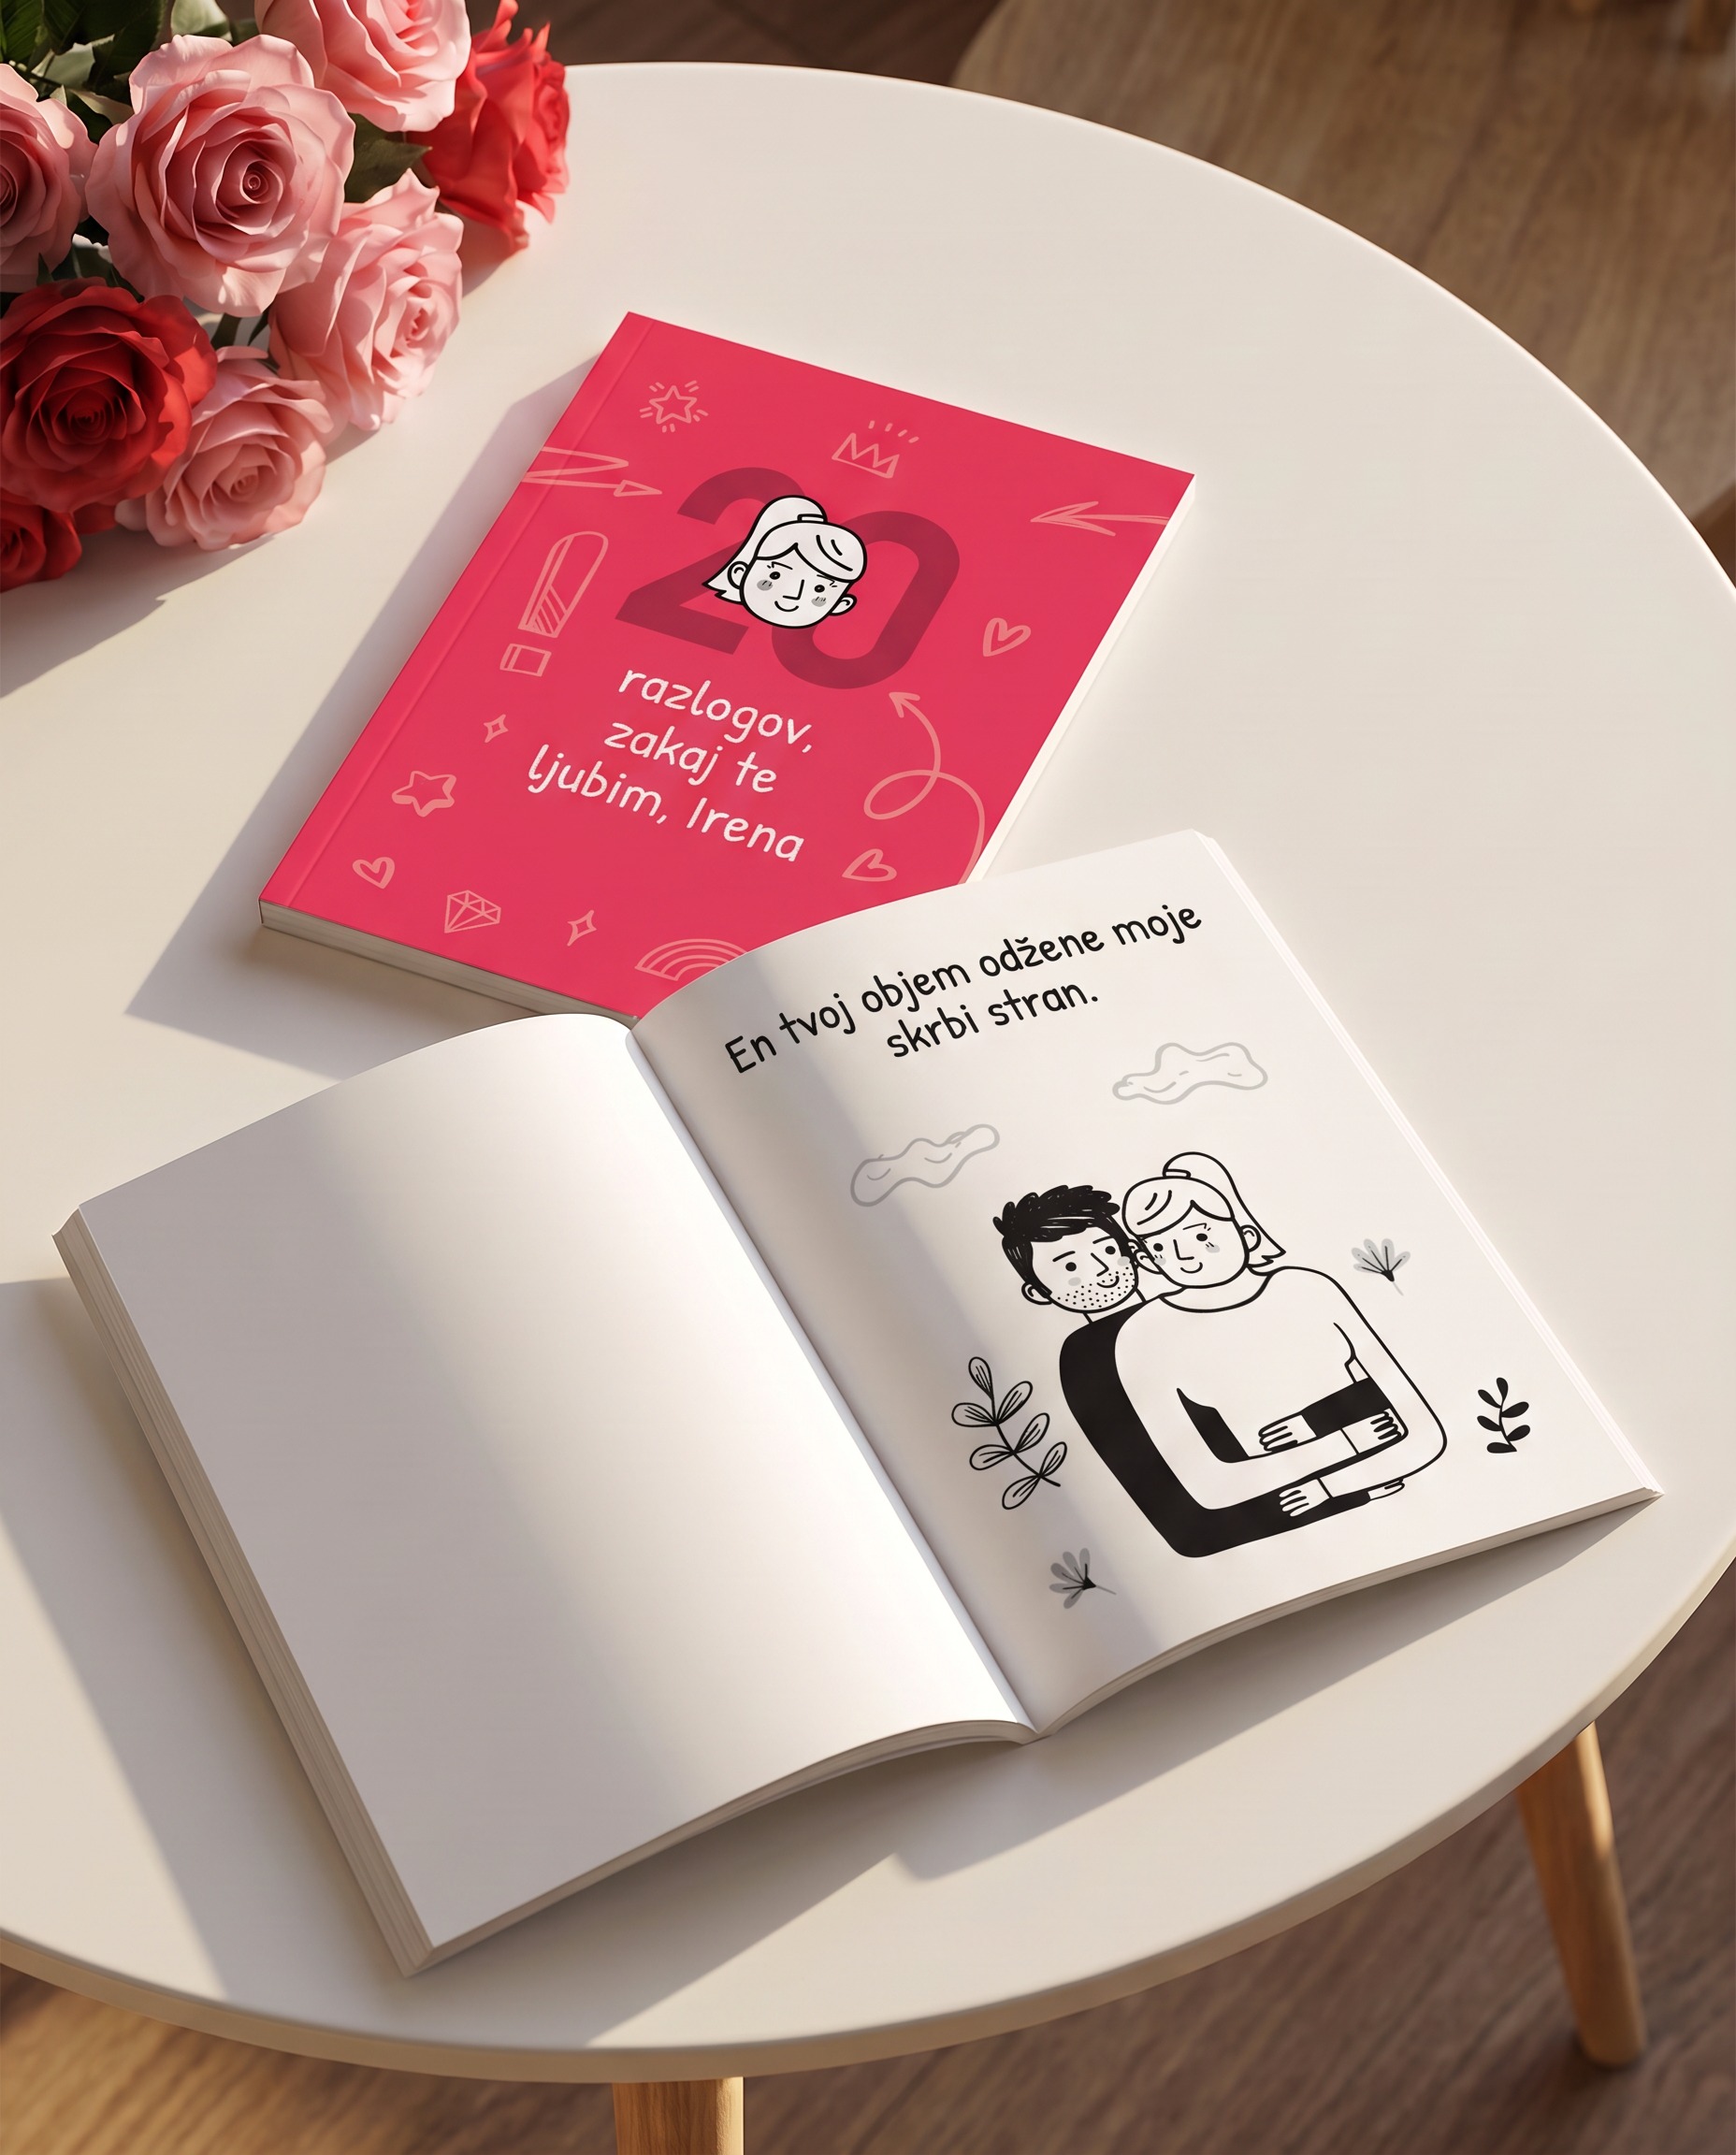 20
razlogov,
zakaj te
ljubim, Irena
En tvoj objem odžene moje
skrbi stran.